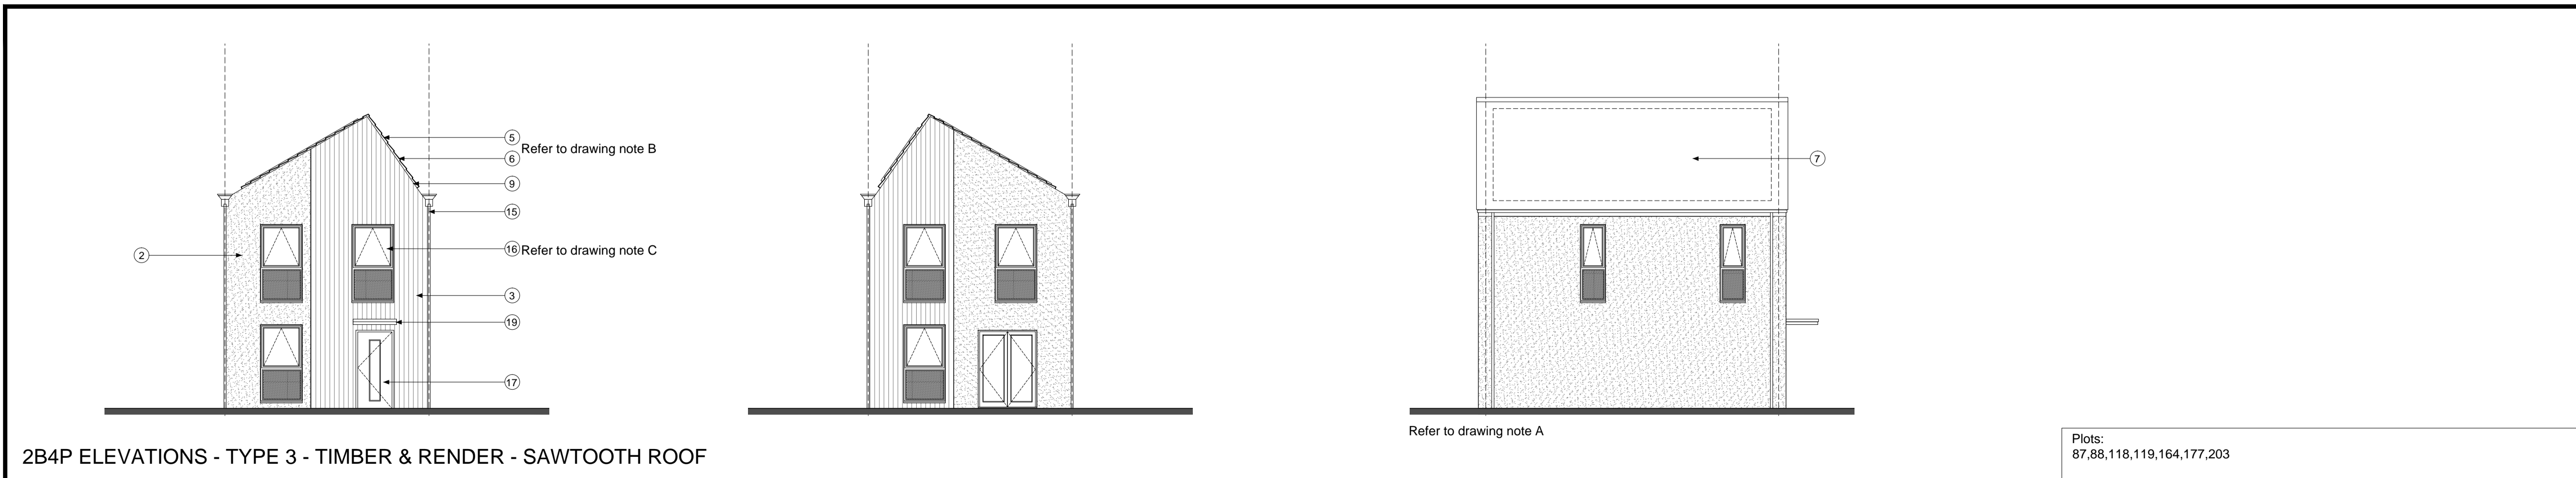 5
Refer to drawing note B
6
9
15
16 Refer to drawing note C
2
3
19
17
7
Refer to drawing note A
2B4P ELEVATIONS - TYPE 3 - TIMBER & RENDER - SAWTOOTH ROOF
Plots:
87,88,118,119,164,177,203